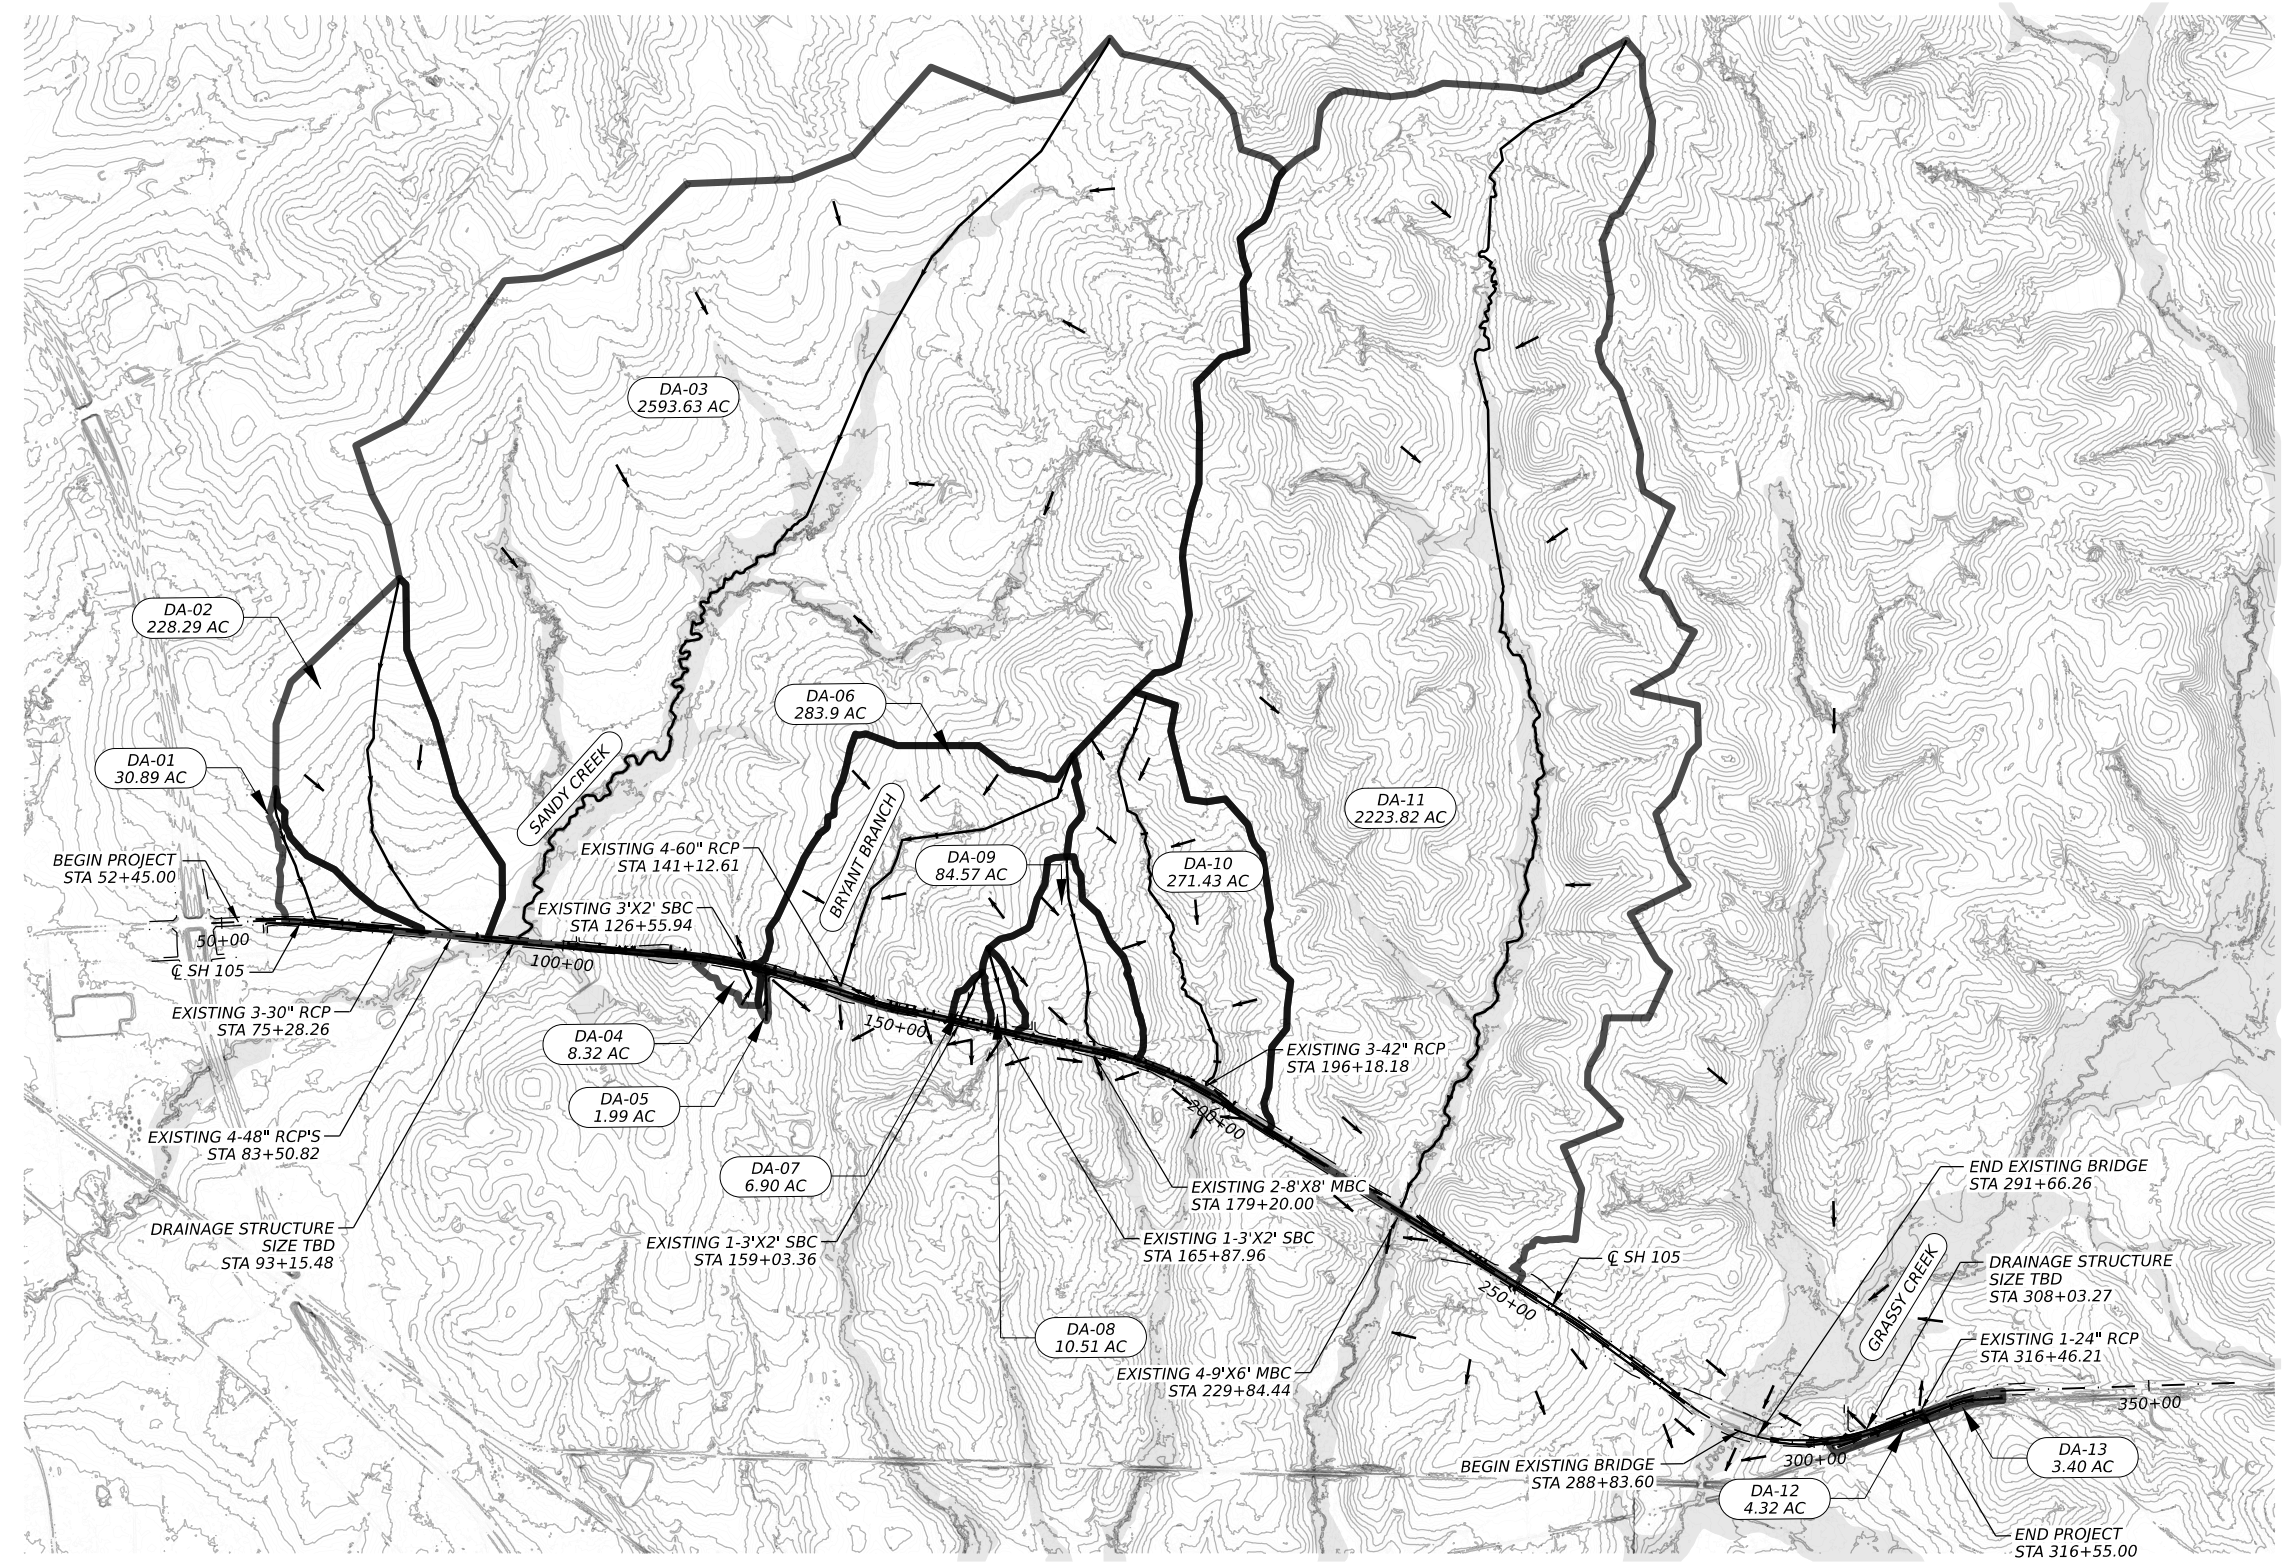 DA-03
2593.63 AC
DA-02
228.29 AC
DA-06
283.9 AC
DA-01
30.89 AC
SANDY CREEK
BRYANT BRANCH
DA-11
2223.82 AC
BEGIN PROJECT
STA 52+45.00
EXISTING 4-60" RCP
STA 141+12.61
DA-09
84.57 AC
DA-10
271.43 AC
EXISTING 3'X2' SBC
STA 126+55.94
50+00
100+00
℄ SH 105
EXISTING 3-30" RCP
STA 75+28.26
150+00
DA-04
8.32 AC
EXISTING 3-42" RCP
STA 196+18.18
DA-05
1.99 AC
200+00
EXISTING 4-48" RCP'S
STA 83+50.82
DA-07
6.90 AC
EXISTING 2-8'X8' MBC
STA 179+20.00
END EXISTING BRIDGE
STA 291+66.26
DRAINAGE STRUCTURE
SIZE TBD
STA 93+15.48
EXISTING 1-3'X2' SBC
STA 159+03.36
EXISTING 1-3'X2' SBC
STA 165+87.96
℄ SH 105
GRASSY CREEK
DRAINAGE STRUCTURE
SIZE TBD
STA 308+03.27
250+00
DA-08
10.51 AC
EXISTING 1-24" RCP
STA 316+46.21
EXISTING 4-9'X6' MBC
STA 229+84.44
350+00
BEGIN EXISTING BRIDGE
STA 288+83.60
300+00
DA-13
3.40 AC
DA-12
4.32 AC
END PROJECT
STA 316+55.00